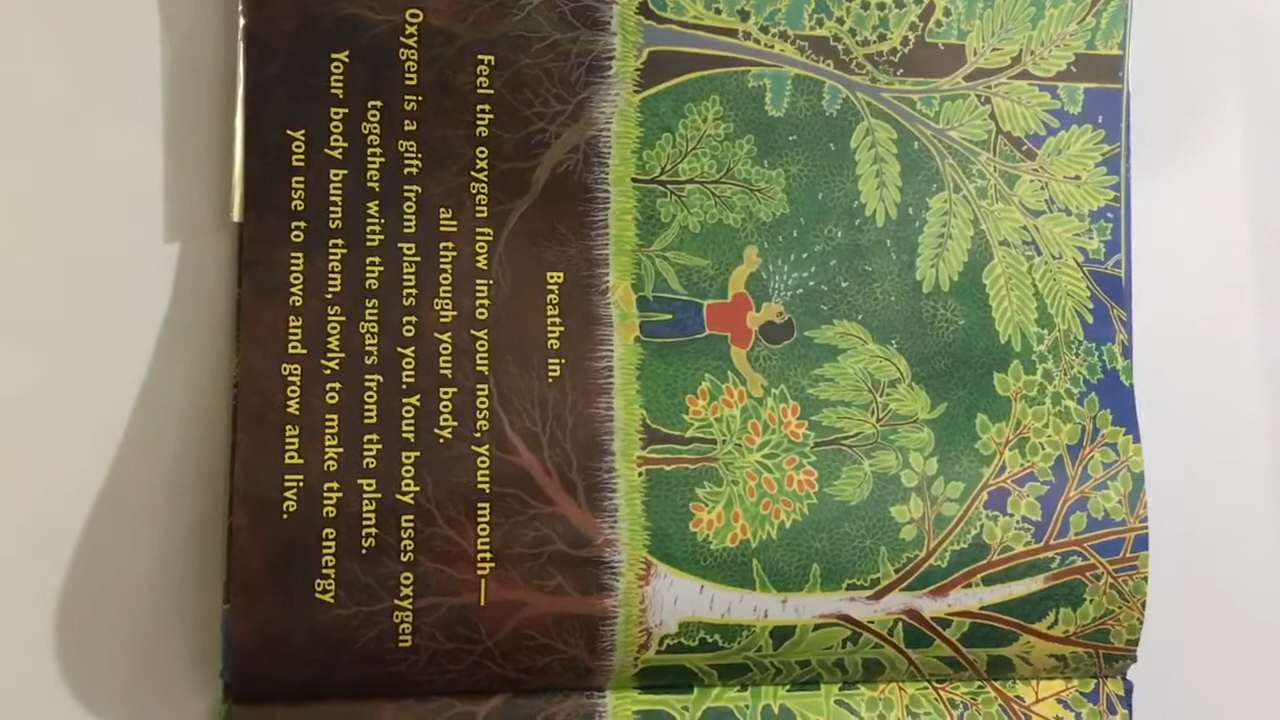 Breathe in.
Feel the oxygen flow into your nose, your mouth—
all through your body.
Oxygen is a gift from plants to you. Your body uses oxygen
together with the sugars from the plants.
Your body burns them, slowly, to make the energy
you use to move and grow and live.